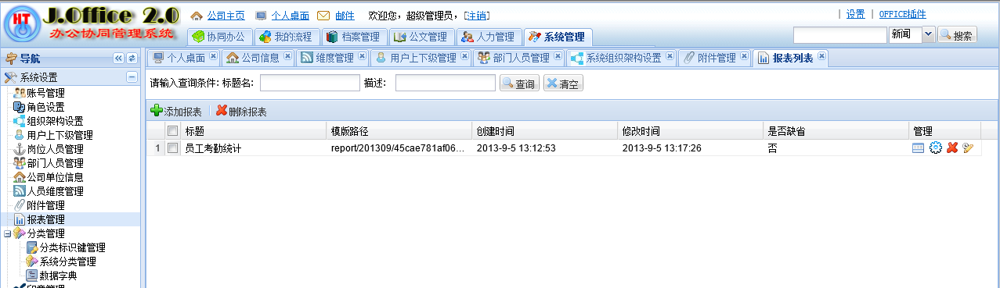 HT J.Office 2.0
办公协同管理系统
公司主页 个人桌面 邮件 欢迎您，超级管理员，[注销]
| 设置 | OFFICE插件
协同办公 我的流程 档案管理 公文管理 人力管理 系统管理
新闻 搜索
导航
个人桌面 公司信息 维度管理 用户上下级管理 部门人员管理 系统组织架构设置 附件管理 报表列表
系统设置
账号管理
角色设置
组织架构设置
用户上下级管理
岗位人员管理
部门人员管理
公司单位信息
人员维度管理
附件管理
报表管理
分类管理
分类标识键管理
系统分类管理
数据字典
印章管理
请输入查询条件: 标题名: 描述: 查询 清空
添加报表 删除报表
标题 模版路径 创建时间 修改时间 是否缺省 管理
1 员工考勤统计 report/201309/45cae781af06... 2013-9-5 13:12:53 2013-9-5 13:17:26 否